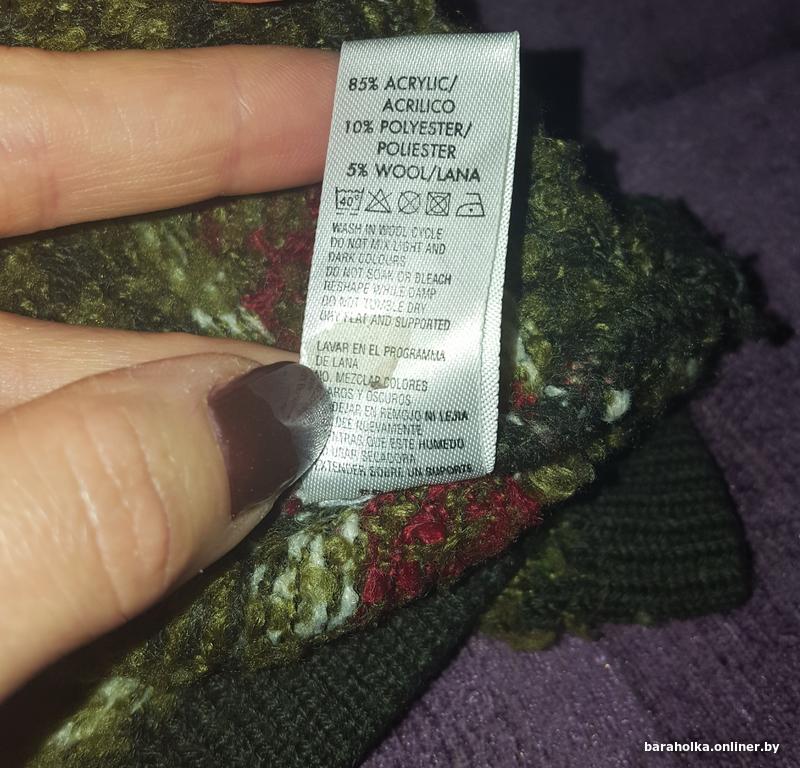 85% ACRYLIC/
ACRILICO
10% POLYESTER/
POLIESTER
5% WOOL/LANA
40°
WASH IN WOOL CYCLE
DO NOT MIX LIGHT AND
DARK COLOURS
DO NOT SOAK OR BLEACH
RESHAPE WHILE DAMP
DO NOT TUMBLE DRY
DRY FLAT AND SUPPORTED
LAVAR EN EL PROGRAMA
DE LANA
NO. MEZCLAR COLORES
Y OSCUROS
DEJAR EN REMOJO NI LEJIA
NUEVAMENTE
QUE ESTE HUMEDO
USAR SECADORA
EXTENDER SOBRE UN SUPORTE
baraholka.onliner.by